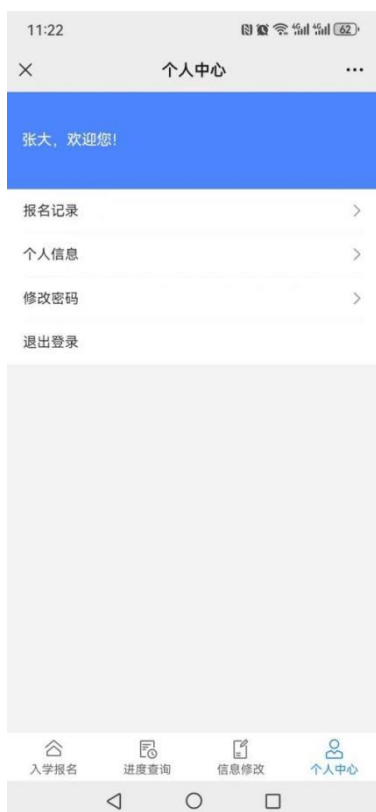 11:22
62
个人中心
张大，欢迎您!
报名记录
个人信息
修改密码
退出登录
入学报名 进度查询 信息修改 个人中心